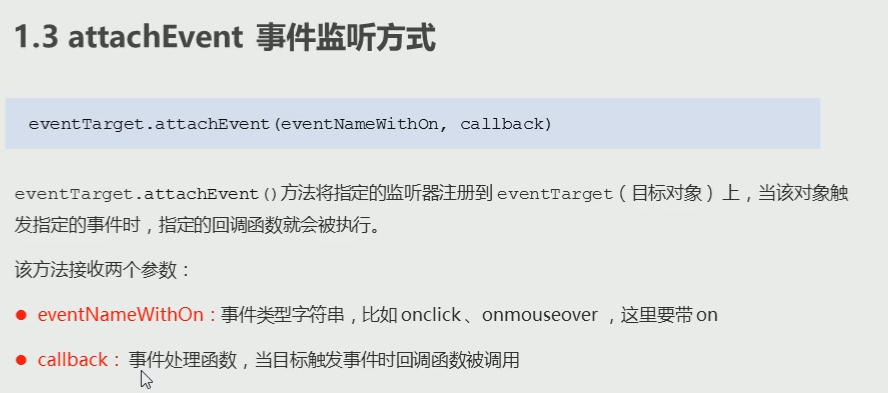 1.3 attachEvent 事件监听方式
eventTarget.attachEvent(eventNameWithOn, callback)
eventTarget.attachEvent()方法将指定的监听器注册到 eventTarget（目标对象）上，当该对象触
发指定的事件时，指定的回调函数就会被执行。
该方法接收两个参数：
● eventNameWithOn：事件类型字符串，比如 onclick 、onmouseover ，这里要带 on
● callback： 事件处理函数，当目标触发事件时回调函数被调用